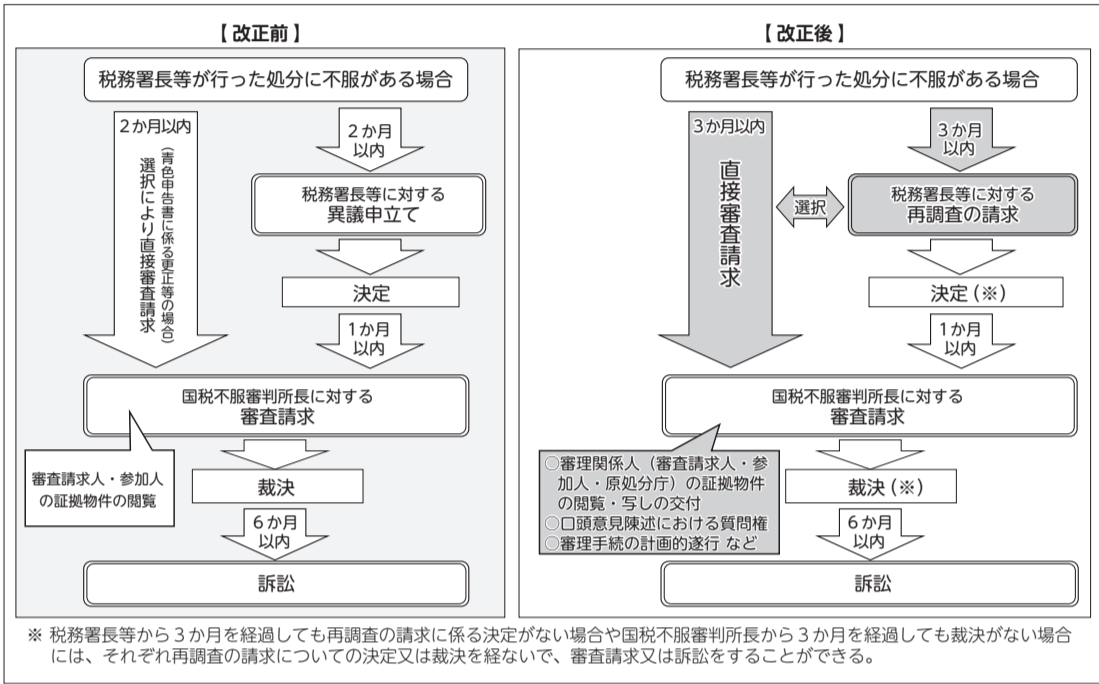 【 改正前 】
税務署長等が行った処分に不服がある場合
２か月以内
（青色申告書に係る更正等の場合）
選択により直接審査請求
２か月
以内
税務署長等に対する
異議申立て
決定
１か月
以内
国税不服審判所長に対する
審査請求
審査請求人・参加人
の証拠物件の閲覧
裁決
６か月
以内
訴訟
【 改正後 】
税務署長等が行った処分に不服がある場合
３か月以内
直接審査請求
選択
３か月
以内
税務署長等に対する
再調査の請求
決定（※）
１か月
以内
国税不服審判所長に対する
審査請求
○審理関係人（審査請求人・参
加人・原処分庁）の証拠物件
の閲覧・写しの交付
○口頭意見陳述における質問権
○審理手続の計画的遂行 など
裁決（※）
６か月
以内
訴訟
※ 税務署長等から３か月を経過しても再調査の請求に係る決定がない場合や国税不服審判所長から３か月を経過しても裁決がない場合
には、それぞれ再調査の請求についての決定又は裁決を経ないで、審査請求又は訴訟をすることができる。